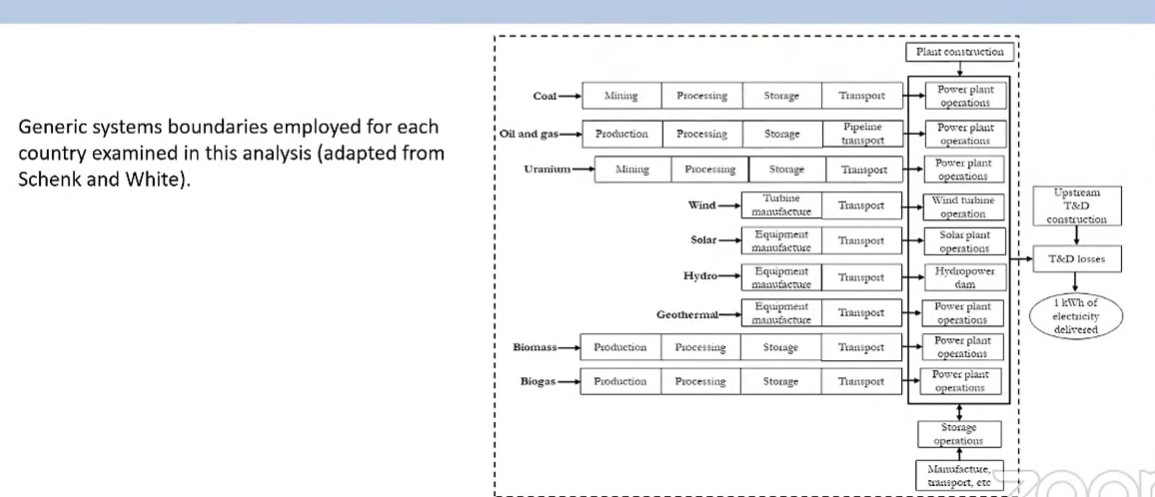 Generic systems boundaries employed for each
country examined in this analysis (adapted from
Schenk and White).
Plant construction
Coal Mining Processing Storage Transport Power plant
operations
Oil and gas Production Processing Storage Pipeline
transport Power plant
operations
Uranium Mining Processing Storage Transport Power plant
operations
Wind Turbine
manufacture Transport Wind turbine
operation
Solar Equipment
manufacture Transport Solar plant
operations
Hydro Equipment
manufacture Transport Hydropower
dam
Geothermal Equipment
manufacture Transport Power plant
operations
Biomass Production Processing Storage Transport Power plant
operations
Biogas Production Processing Storage Transport Power plant
operations
Storage
operations
Manufacture,
transport, etc
Upstream
T&D
construction
T&D losses
1 kWh of
electricity
delivered
zoom